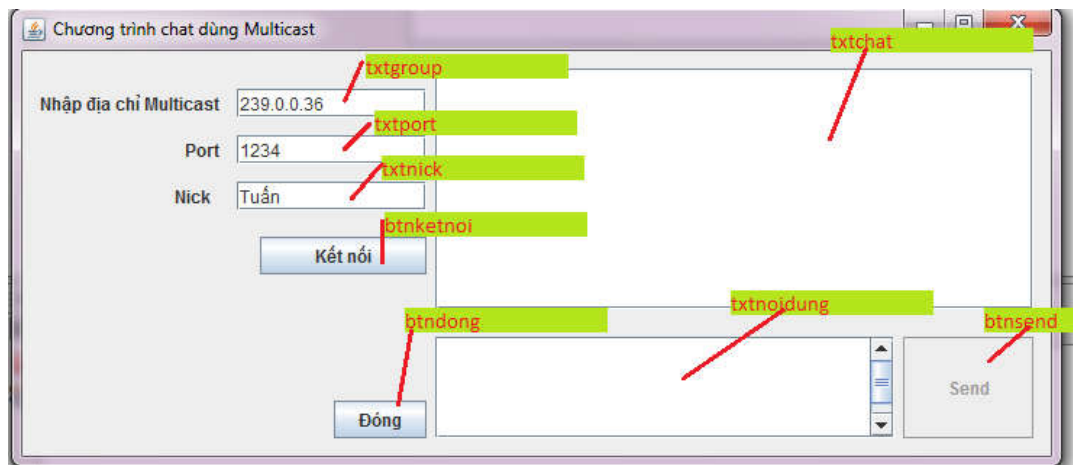 Chương trình chat dùng Multicast
txtchat
txtgroup
Nhập địa chỉ Multicast 239.0.0.36
txtport
Port 1234
txtnick
Nick Tuấn
btnketnoi
Kết nối
txtnoidung
btndong
btnsend
Send
Đóng